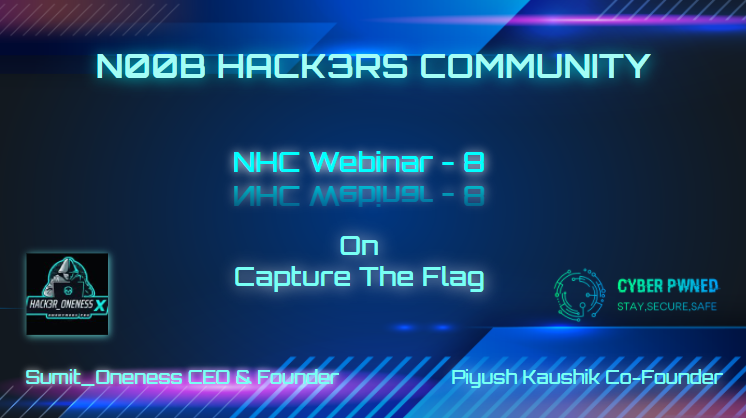 N00B HACK3RS COMMUNITY
NHC Webinar - 8
On
Capture The Flag
HACK3R_ONENESS X
CYBER PWNED
STAY,SECURE,SAFE
Sumit_Oneness CEO & Founder
Piyush Kaushik Co-Founder